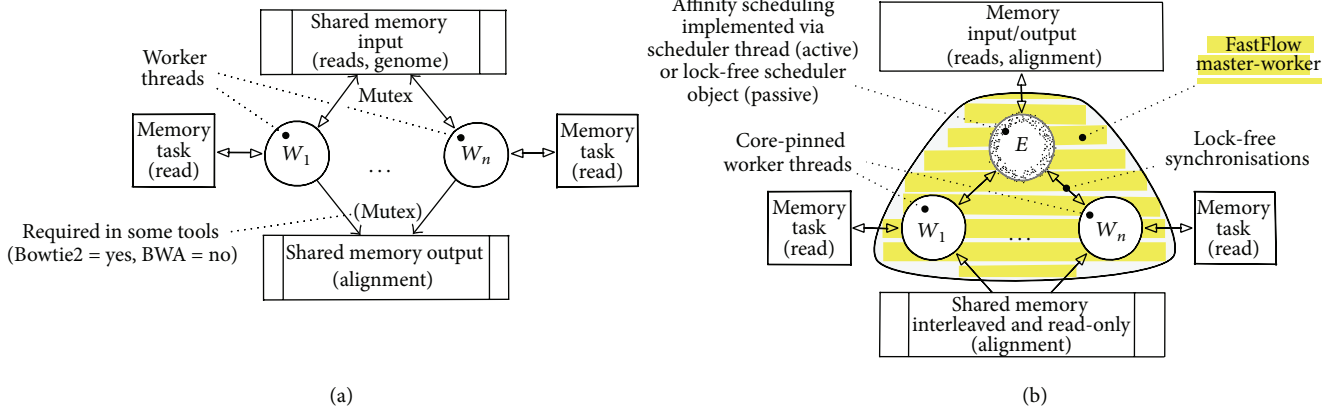 Shared memory
input
(reads, genome)
Worker
threads
Mutex
Memory
task
(read)
W1
...
Wn
Memory
task
(read)
(Mutex)
Required in some tools
(Bowtie2 = yes, BWA = no)
Shared memory output
(alignment)
(a)
Affinity scheduling
implemented via
scheduler thread (active)
or lock-free scheduler
object (passive)
Memory
input/output
(reads, alignment)
FastFlow
master-worker
E
Core-pinned
worker threads
Lock-free
synchronisations
Memory
task
(read)
W1
...
Wn
Memory
task
(read)
Shared memory
interleaved and read-only
(alignment)
(b)